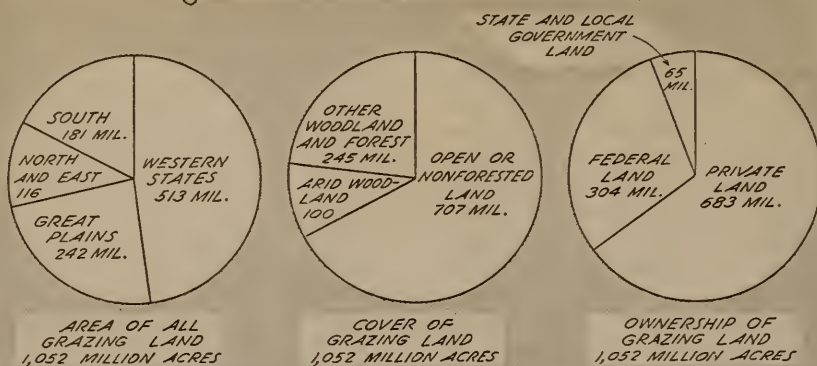 STATE AND LOCAL
GOVERNMENT
LAND
SOUTH
181 MIL.
NORTH
AND EAST
116
WESTERN
STATES
513 MIL.
GREAT
PLAINS
242 MIL.
AREA OF ALL
GRAZING LAND
1,052 MILLION ACRES
OTHER
WOODLAND
AND FOREST
245 MIL.
ARID WOOD-
LAND
100
OPEN OR
NONFORESTED
LAND
707 MIL.
COVER OF
GRAZING LAND
1,052 MILLION ACRES
65
MIL.
FEDERAL
LAND
304 MIL.
PRIVATE
LAND
683 MIL.
OWNERSHIP OF
GRAZING LAND
1,052 MILLION ACRES